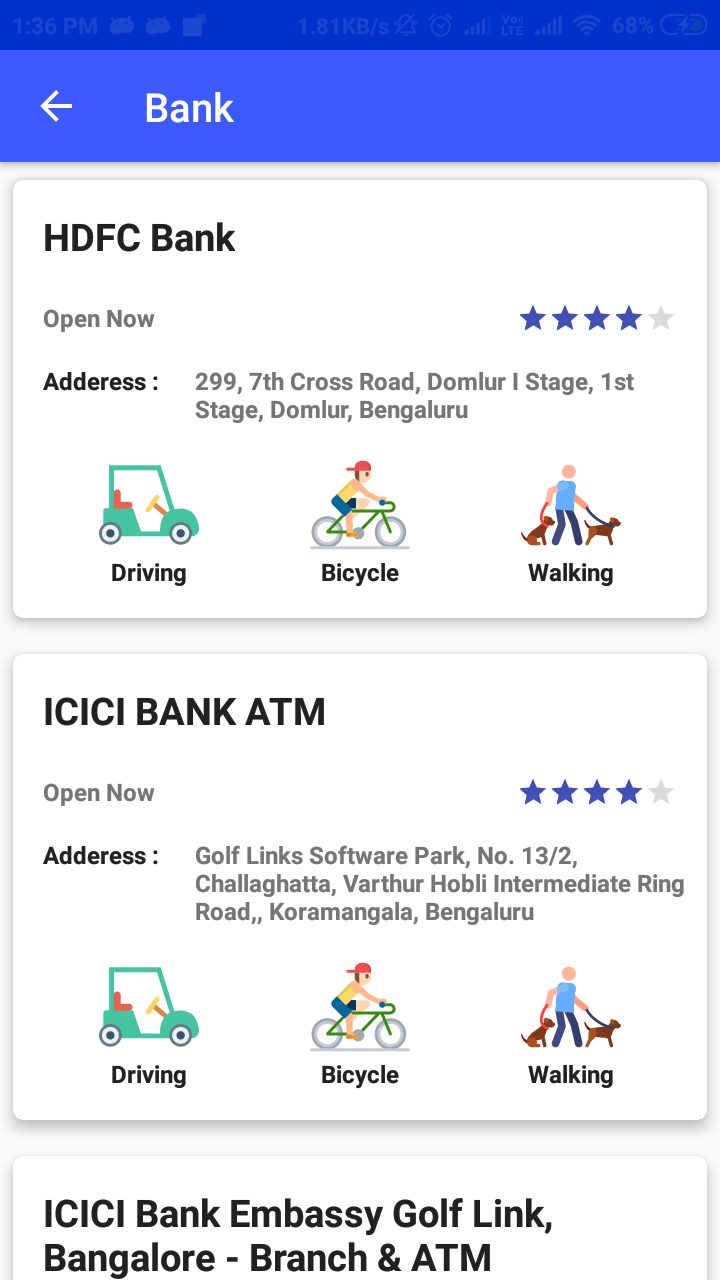 1:36 PM 1.81KB/s Vo) LTE 68%
Bank
HDFC Bank
Open Now
Adderess : 299, 7th Cross Road, Domlur I Stage, 1st
Stage, Domlur, Bengaluru
Driving Bicycle Walking
ICICI BANK ATM
Open Now
Adderess : Golf Links Software Park, No. 13/2,
Challaghatta, Varthur Hobli Intermediate Ring
Road,, Koramangala, Bengaluru
Driving Bicycle Walking
ICICI Bank Embassy Golf Link,
Bangalore - Branch & ATM